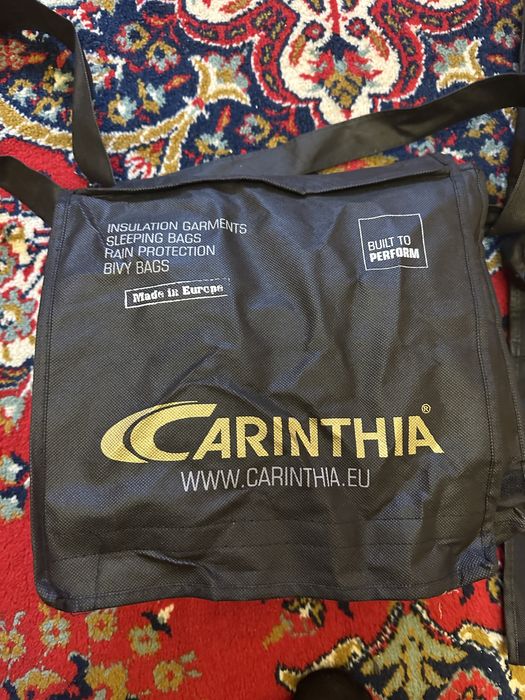 INSULATION GARMENTS
SLEEPING BAGS
RAIN PROTECTION
BIVY BAGS
Made in Europe
BUILT TO
PERFORM
CARINTHIA®
WWW.CARINTHIA.EU